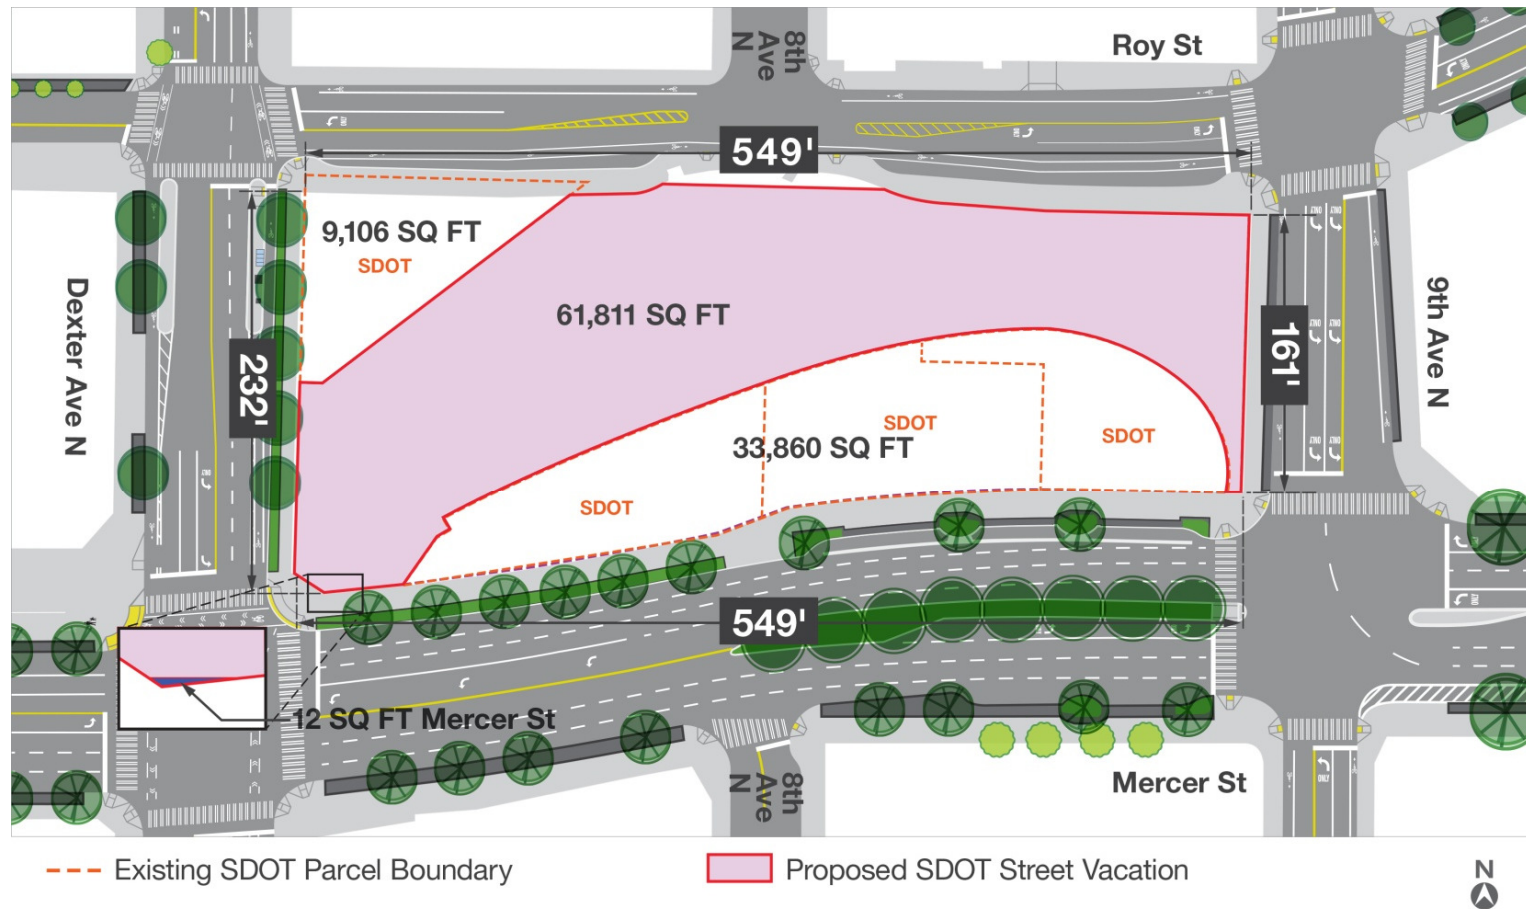 8th
Ave
N
Roy St
549'
9,106 SQ FT
SDOT
61,811 SQ FT
Dexter Ave N
232'
161'
9th Ave N
SDOT
33,860 SQ FT
SDOT
SDOT
549'
12 SQ FT Mercer St
8th
Ave
N
Mercer St
ONLY
Existing SDOT Parcel Boundary
Proposed SDOT Street Vacation
N